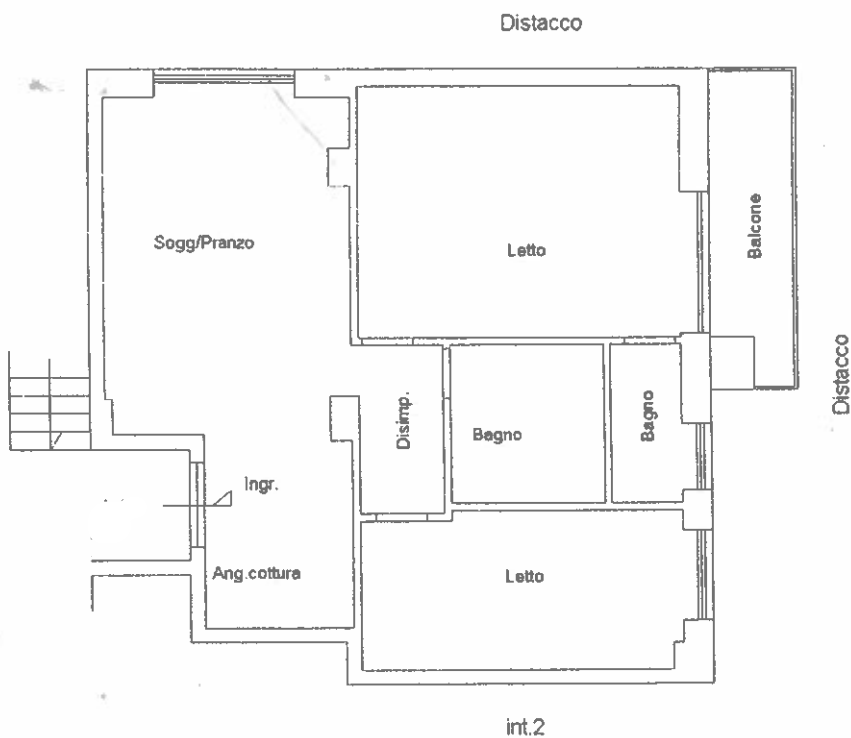 Distacco
Sogg/Pranzo
Letto
Balcone
Distacco
Disimp.
Bagno
Bagno
Ingr.
Ang.cottura
Letto
int.2